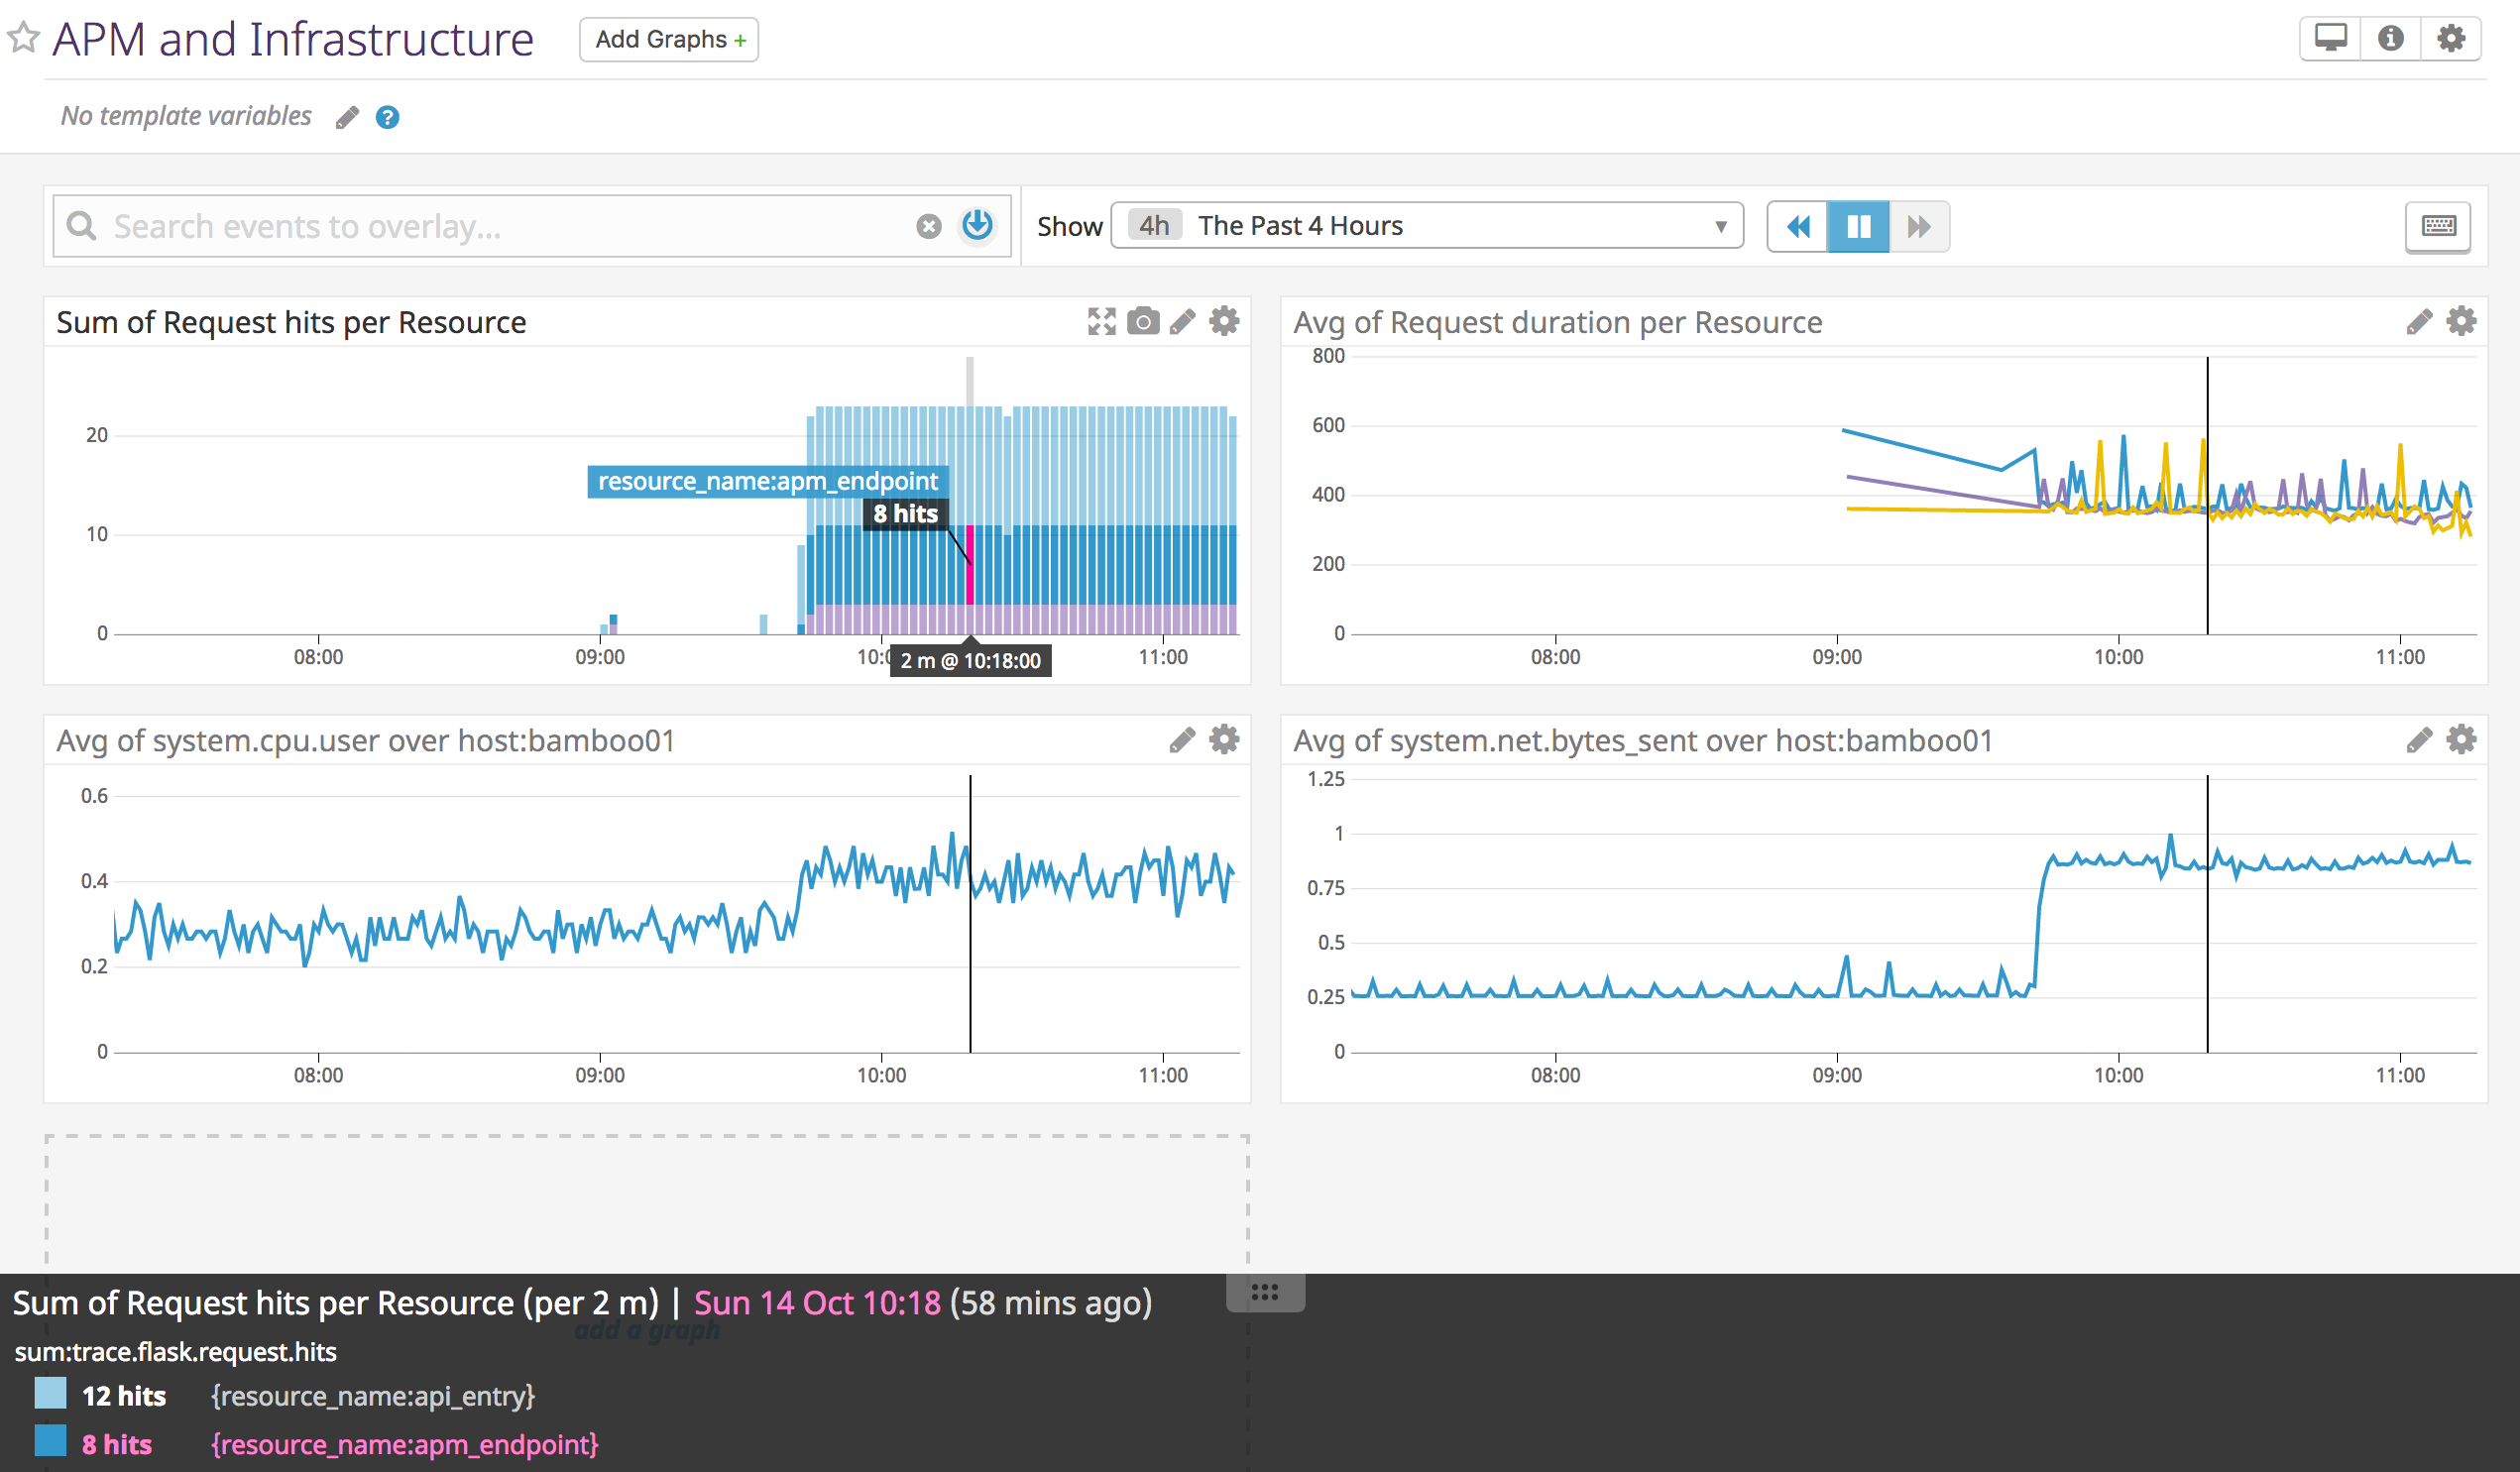 APM and Infrastructure
Add Graphs +
No template variables
?
Search events to overlay...
Show 4h The Past 4 Hours
Sum of Request hits per Resource
20
10
0
08:00 09:00 11:00
resource_name:apm_endpoint
8 hits
2 m @ 10:18:00
Avg of Request duration per Resource
800
600
400
200
0
08:00 09:00 10:00 11:00
Avg of system.cpu.user over host:bamboo01
0.6
0.4
0.2
0
08:00 09:00 10:00 11:00
Avg of system.net.bytes_sent over host:bamboo01
1.25
1
0.75
0.5
0.25
0
08:00 09:00 10:00 11:00
add a graph
Sum of Request hits per Resource (per 2 m) | Sun 14 Oct 10:18 (58 mins ago)
sum:trace.flask.request.hits
12 hits {resource_name:api_entry}
8 hits {resource_name:apm_endpoint}